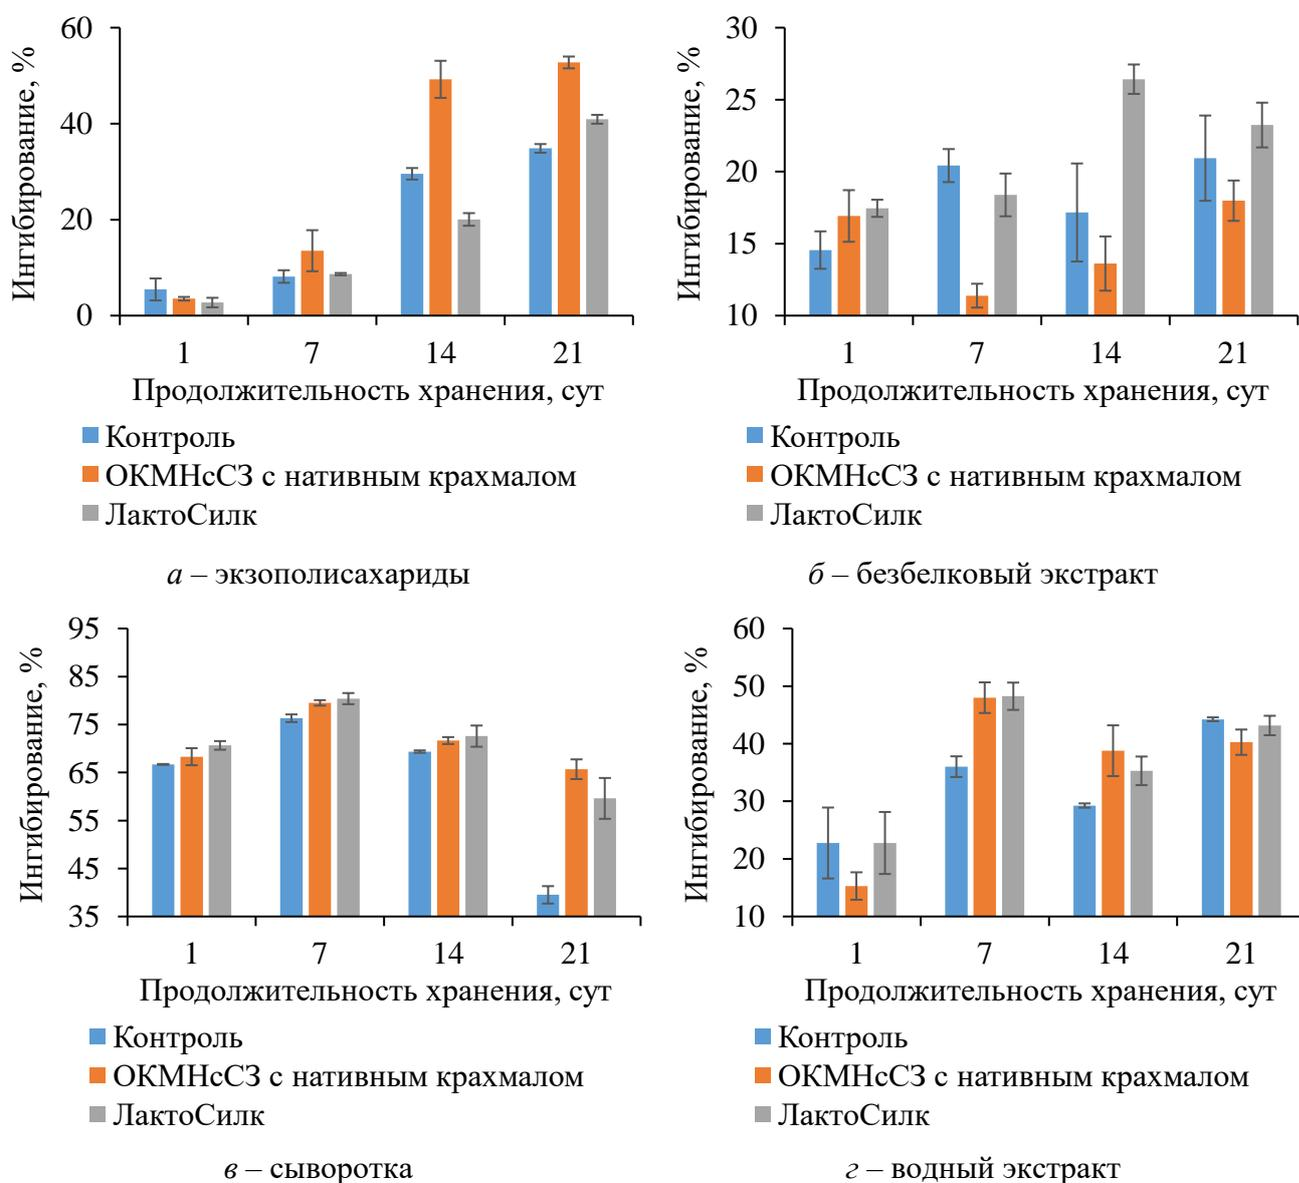 Ингибирование, %
60
40
20
0
1 7 14 21
Продолжительность хранения, сут
Контроль
ОКМНсСЗ с нативным крахмалом
ЛактоСилк
а – экзополисахариды
Ингибирование, %
30
25
20
15
10
1 7 14 21
Продолжительность хранения, сут
Контроль
ОКМНсСЗ с нативным крахмалом
ЛактоСилк
б – безбелковый экстракт
Ингибирование, %
95
85
75
65
55
45
35
1 7 14 21
Продолжительность хранения, сут
Контроль
ОКМНсСЗ с нативным крахмалом
ЛактоСилк
в – сыворотка
Ингибирование, %
60
50
40
30
20
10
1 7 14 21
Продолжительность хранения, сут
Контроль
ОКМНсСЗ с нативным крахмалом
ЛактоСилк
г – водный экстракт